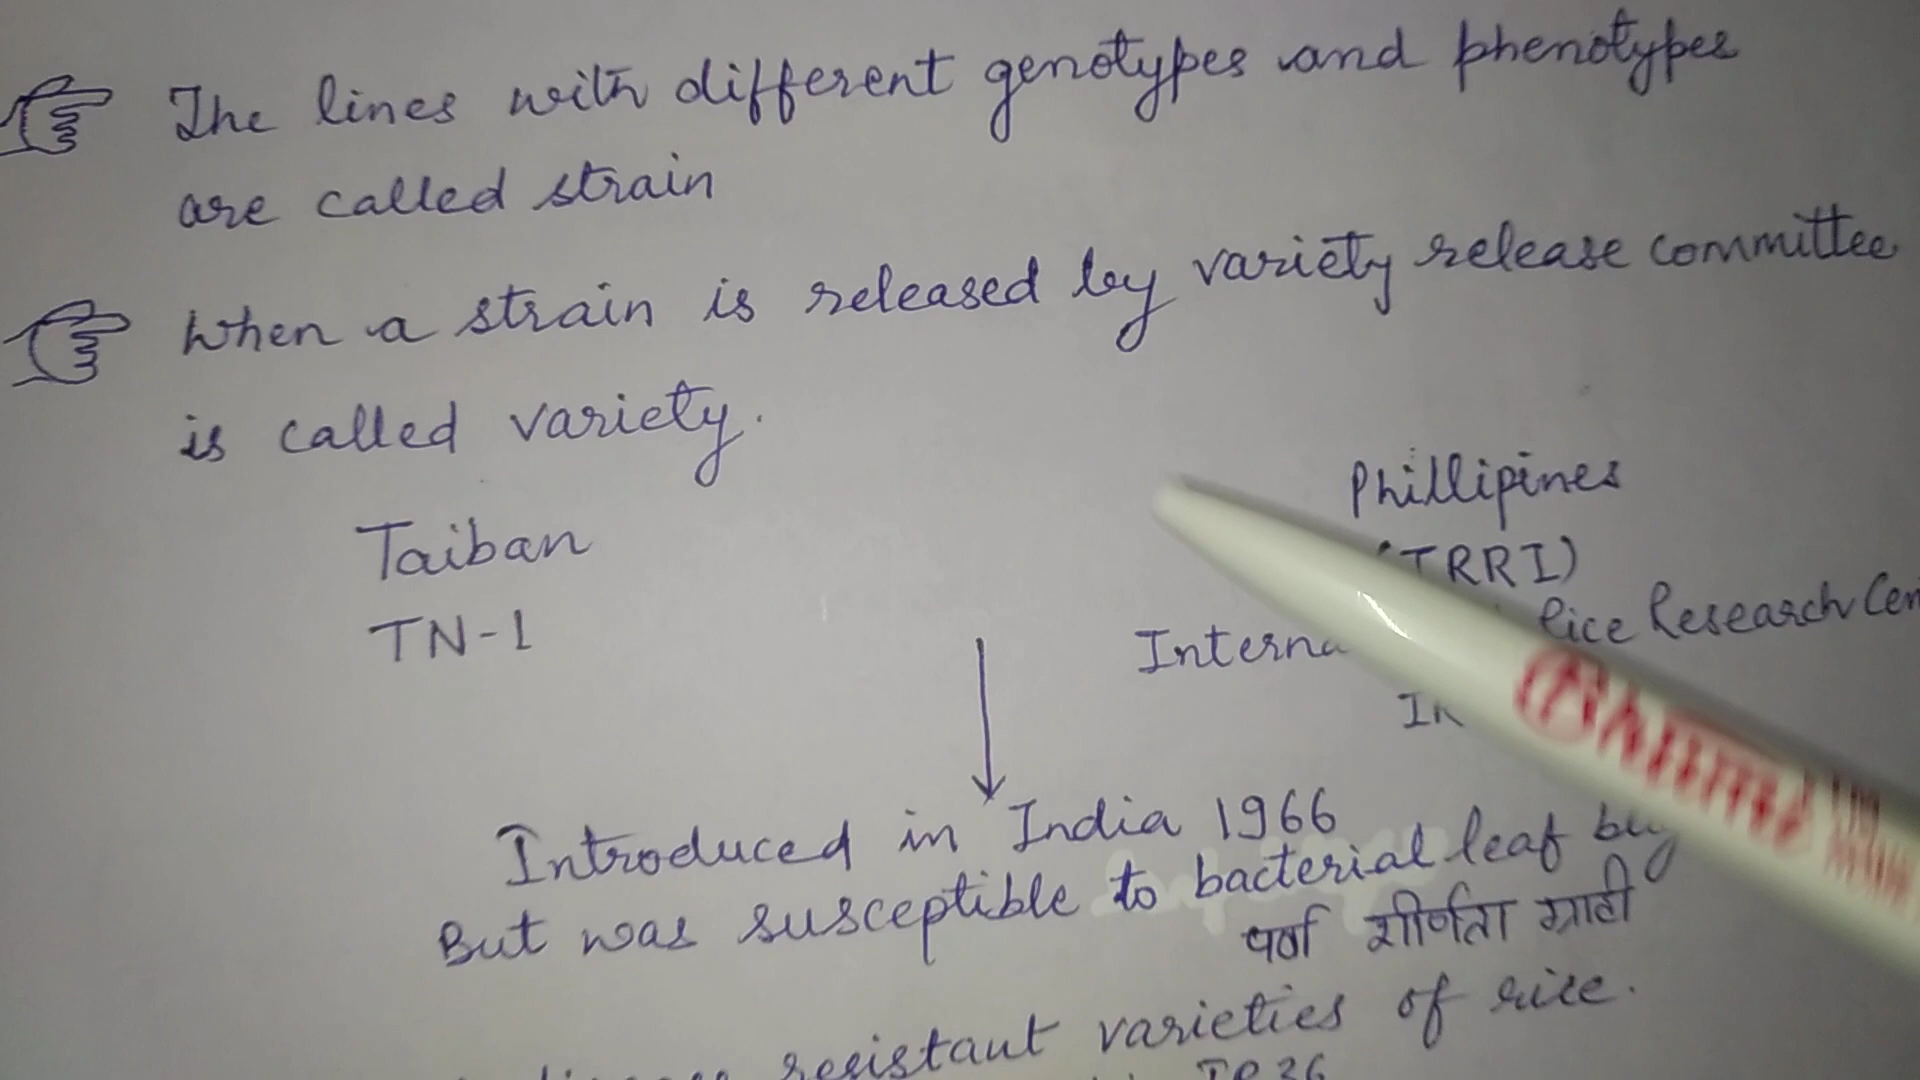 The lines with different genotypes and phenotypes
are called strain
When a strain is released by variety release committee
is called variety.
Phillipines
Taiban
(IRRI)
TN-1
Rice Research
Introduced in India 1966
But was susceptible to bacterial leaf
पर्ण शीर्णता ग्राही
resistant varieties of rice.